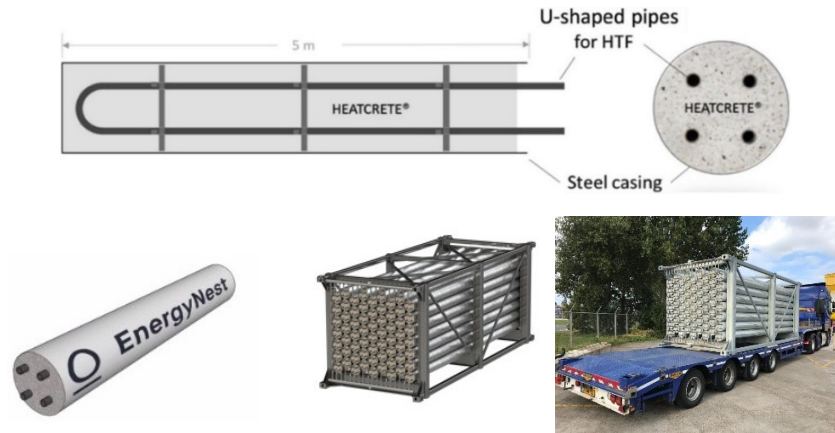 5 m
U-shaped pipes
for HTF
HEATCRETE®
HEATCRETE®
Steel casing
EnergyNest